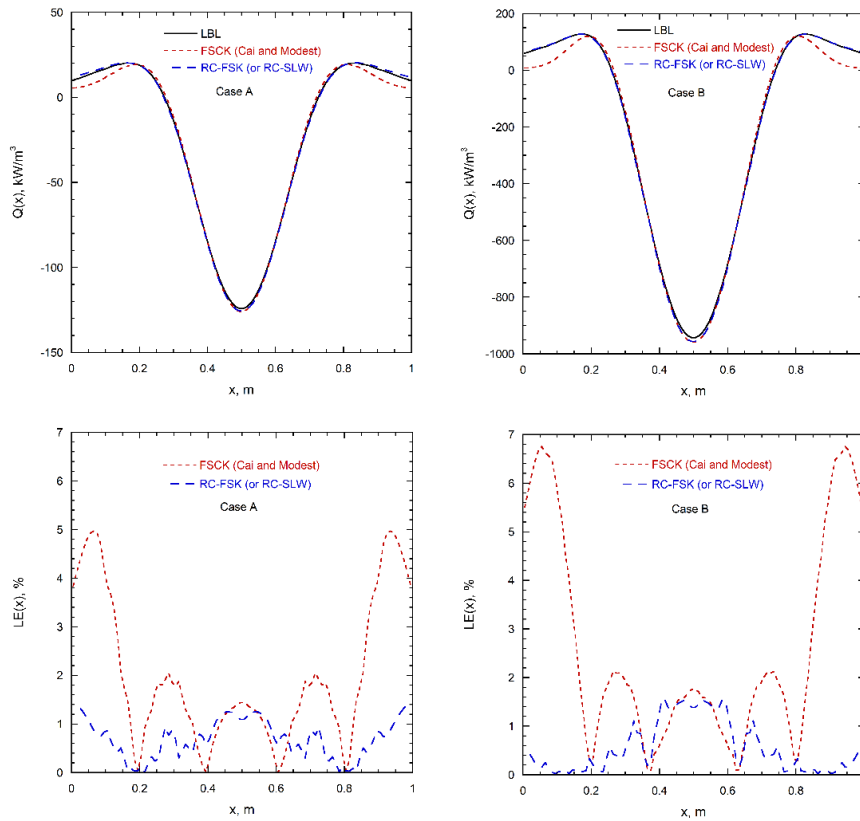 50
0
-50
-100
-150
Q(x), kW/m³
LBL
FSCK (Cai and Modest)
RC-FSK (or RC-SLW)
Case A
0
0.2
0.4
0.6
0.8
1
x, m
200
0
-200
-400
-600
-800
-1000
Q(x), kW/m³
LBL
FSCK (Cai and Modest)
RC-FSK (or RC-SLW)
Case B
0
0.2
0.4
0.6
0.8
x, m
7
6
5
4
3
2
1
0
LE(x), %
FSCK (Cai and Modest)
RC-FSK (or RC-SLW)
Case A
0
0.2
0.4
0.6
0.8
1
x, m
7
6
5
4
3
2
1
0
LE(x), %
FSCK (Cai and Modest)
RC-FSK (or RC-SLW)
Case B
0
0.2
0.4
0.6
0.8
x, m